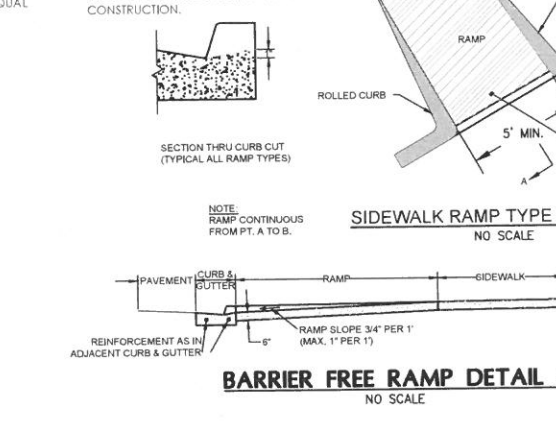 QUAL
CONSTRUCTION.
RAMP
ROLLED CURB
5' MIN.
A
SECTION THRU CURB CUT
(TYPICAL ALL RAMP TYPES)
NOTE:
RAMP CONTINUOUS
FROM PT. A TO B.
SIDEWALK RAMP TYPE
NO SCALE
PAVEMENT
CURB &
GUTTER
RAMP
SIDEWALK
REINFORCEMENT AS IN
ADJACENT CURB & GUTTER
6"
RAMP SLOPE 3/4" PER 1'
(MAX. 1" PER 1')
BARRIER FREE RAMP DETAIL
NO SCALE